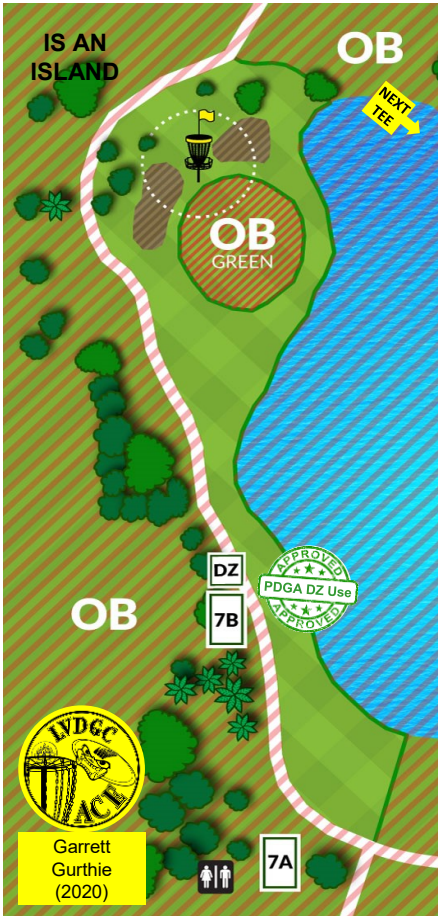 IS AN
ISLAND
OB
NEXT
TEE
OB
GREEN
DZ
APPROVED
PDGA DZ Use
APPROVED
7B
OB
LVDGC
ACE
Garrett
Gurthie
(2020)
7A